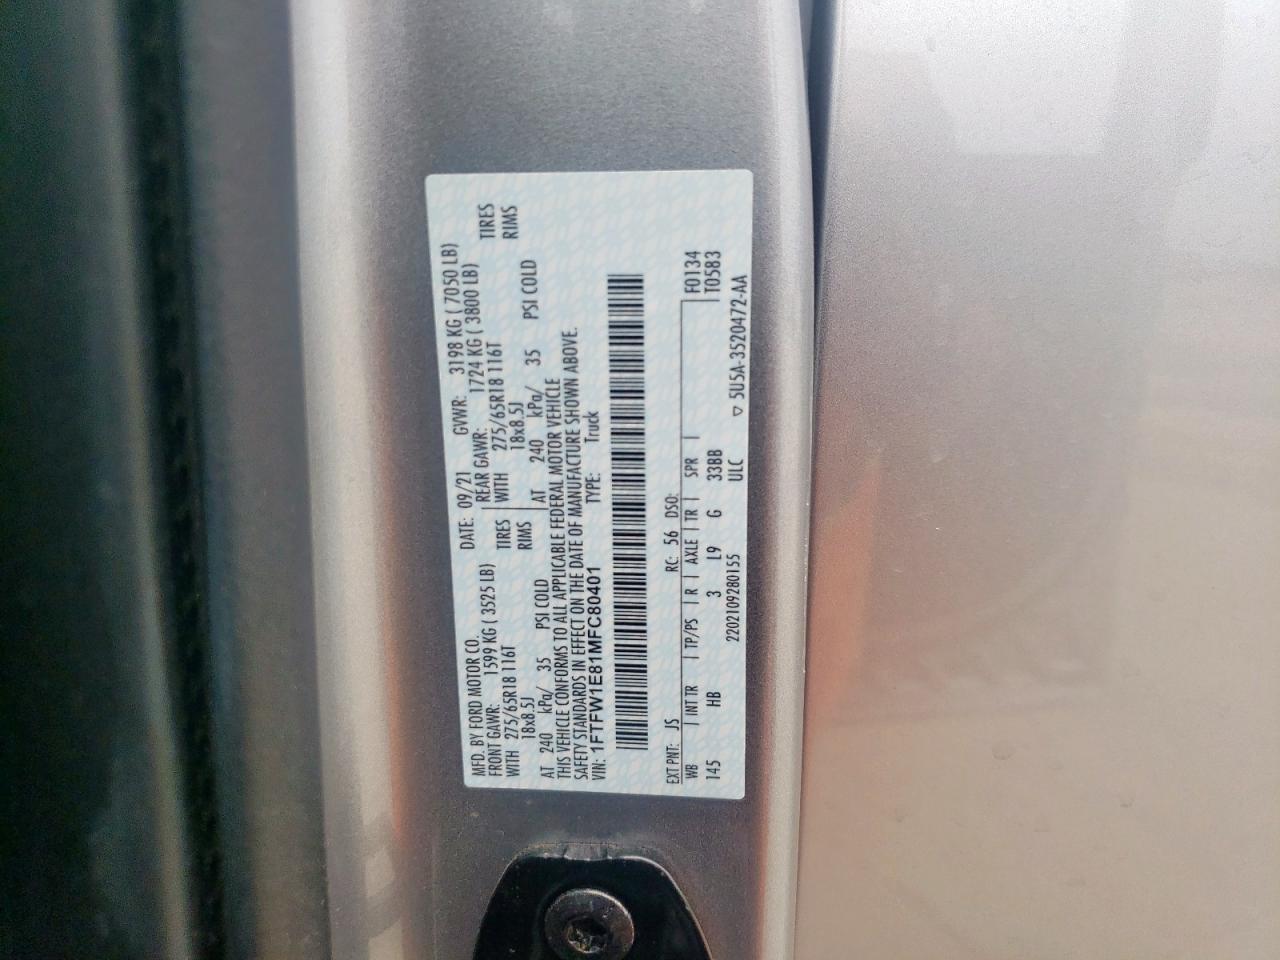 MFD. BY FORD MOTOR CO.
DATE: 09/21 GVWR: 3198 KG ( 7050 LB)
FRONT GAWR: 1599 KG ( 3525 LB) REAR GAWR: 1724 KG ( 3800 LB)
WITH 275/65R18 116T TIRES WITH 275/65R18 116T TIRES
18x8.5J RIMS 18x8.5J RIMS
AT 240 kPa/ 35 PSI COLD AT 240 kPa/ 35 PSI COLD
THIS VEHICLE CONFORMS TO ALL APPLICABLE FEDERAL MOTOR VEHICLE
SAFETY STANDARDS IN EFFECT ON THE DATE OF MANUFACTURE SHOWN ABOVE.
VIN: 1FTFW1E81MFC80401 TYPE: Truck
EXT PNT: JS RC: 56 DSO:
WB | INT TR | TP/PS | R | AXLE | TR | SPR | F0134
145 HB 3 L9 G 33BB T0583
2202109280155 ULC ▽ 5U5A-3520472-AA